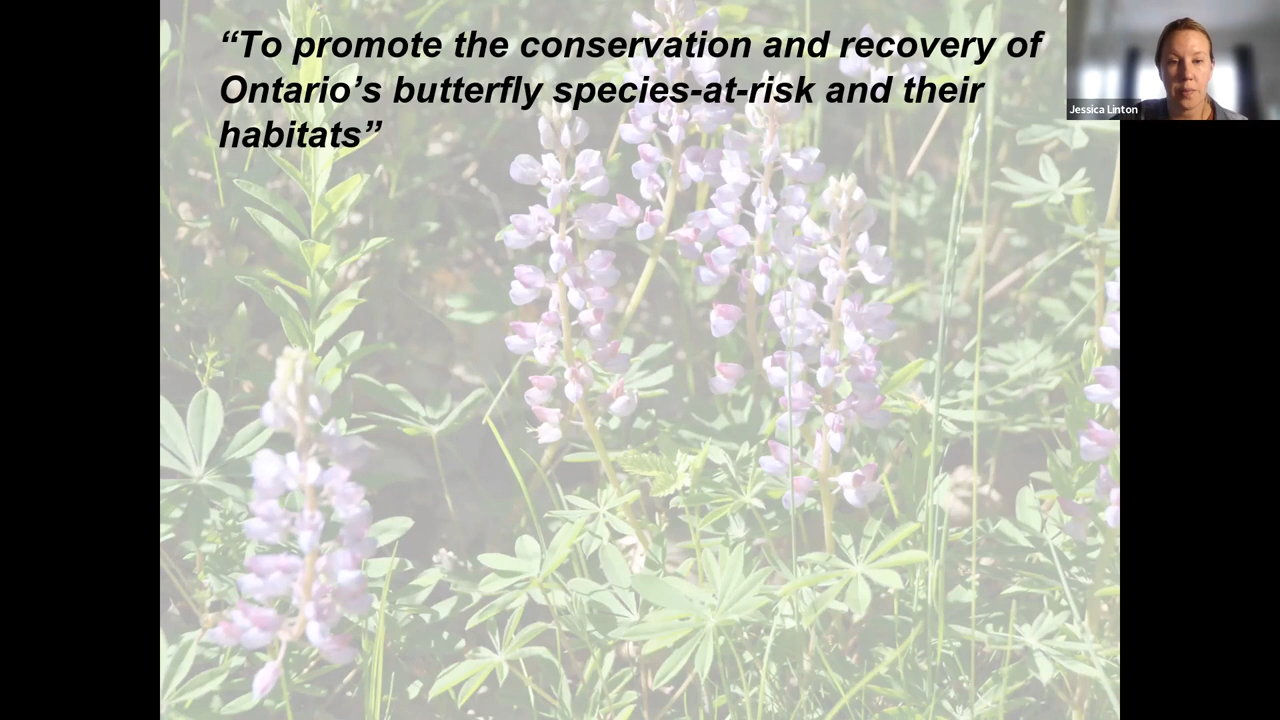 “To promote the conservation and recovery of
Ontario’s butterfly species-at-risk and their
habitats”
Jessica Linton